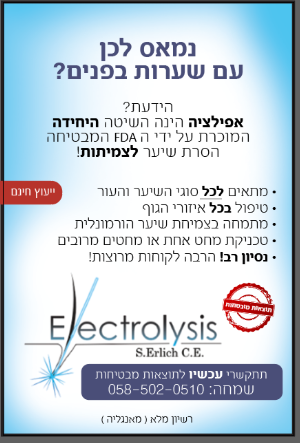 נמאס לכן
עם שערות בפנים?
הידעת?
אפילציה הינה השיטה היחידה
המוכרת על ידי ה FDA המבטיחה
הסרת שיער לצמיתות!
ייעוץ חינם
• מתאים לכל סוגי השיער והעור
• טיפול בכל איזורי הגוף
• מתמחה בצמיחת שיער הורמונלית
• טכניקת מחט אחת או מחטים מרובים
• נסיון רב! הרבה לקוחות מרוצות!
תוצאות מובטחות
Electrolysis
S.Erlich C.E.
תתקשרי עכשיו לתוצאות מבטיחות
שמחה: 058-502-0510
רשיון מלא ( מאנגליה )